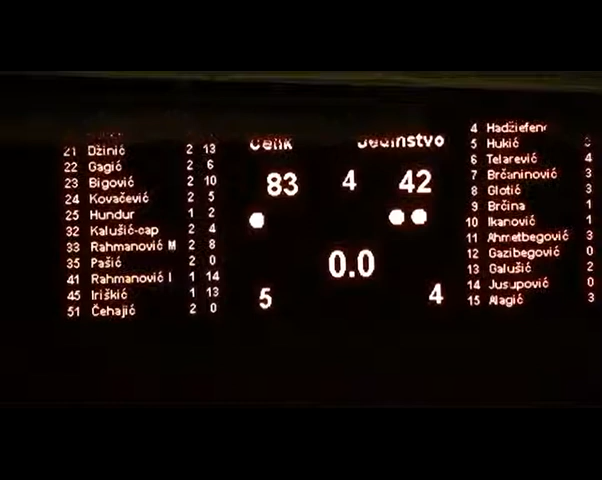 Čelik Jedinstvo
83 4 42
0.0
5 4
21 Džinić 2 13
22 Gagić 2 6
23 Bigović 2 10
24 Kovačević 2 5
25 Hundur 1 2
32 Kalušić-cap 2 4
33 Rahmanović M 2 8
35 Pašić 2 0
41 Rahmanović I 1 14
45 Iriškić 1 13
51 Čehajić 2 0
4 Hadžiefen
5 Hukić
6 Telarević 4
7 Brčaninović 3
8 Glotić 3
9 Brčina 1
10 Ikanović 1
11 Ahmetbegović 3
12 Gazibegović 0
13 Galušić 2
14 Jusupović 0
15 Alagić 3